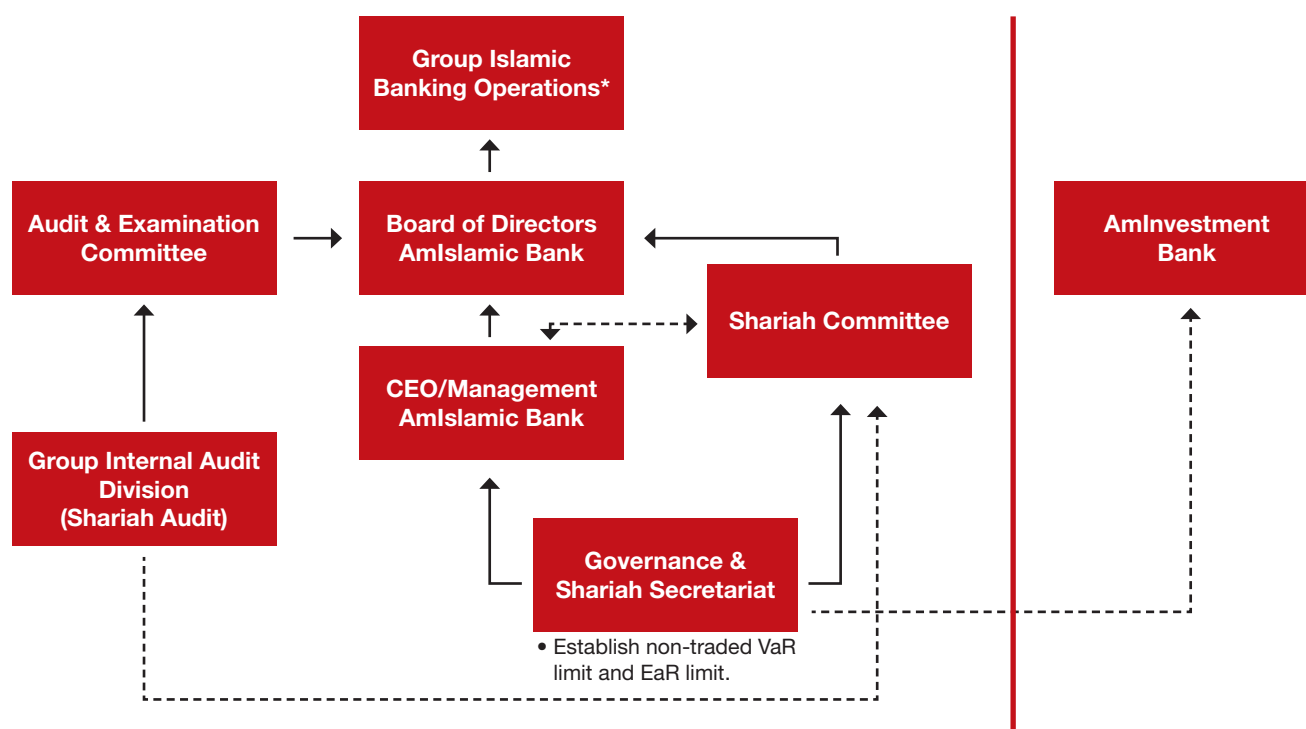 Group Islamic
Banking Operations*
Audit & Examination
Committee
Board of Directors
AmIslamic Bank
AmInvestment
Bank
Shariah Committee
CEO/Management
AmIslamic Bank
Group Internal Audit
Division
(Shariah Audit)
Governance &
Shariah Secretariat
• Establish non-traded VaR
limit and EaR limit.